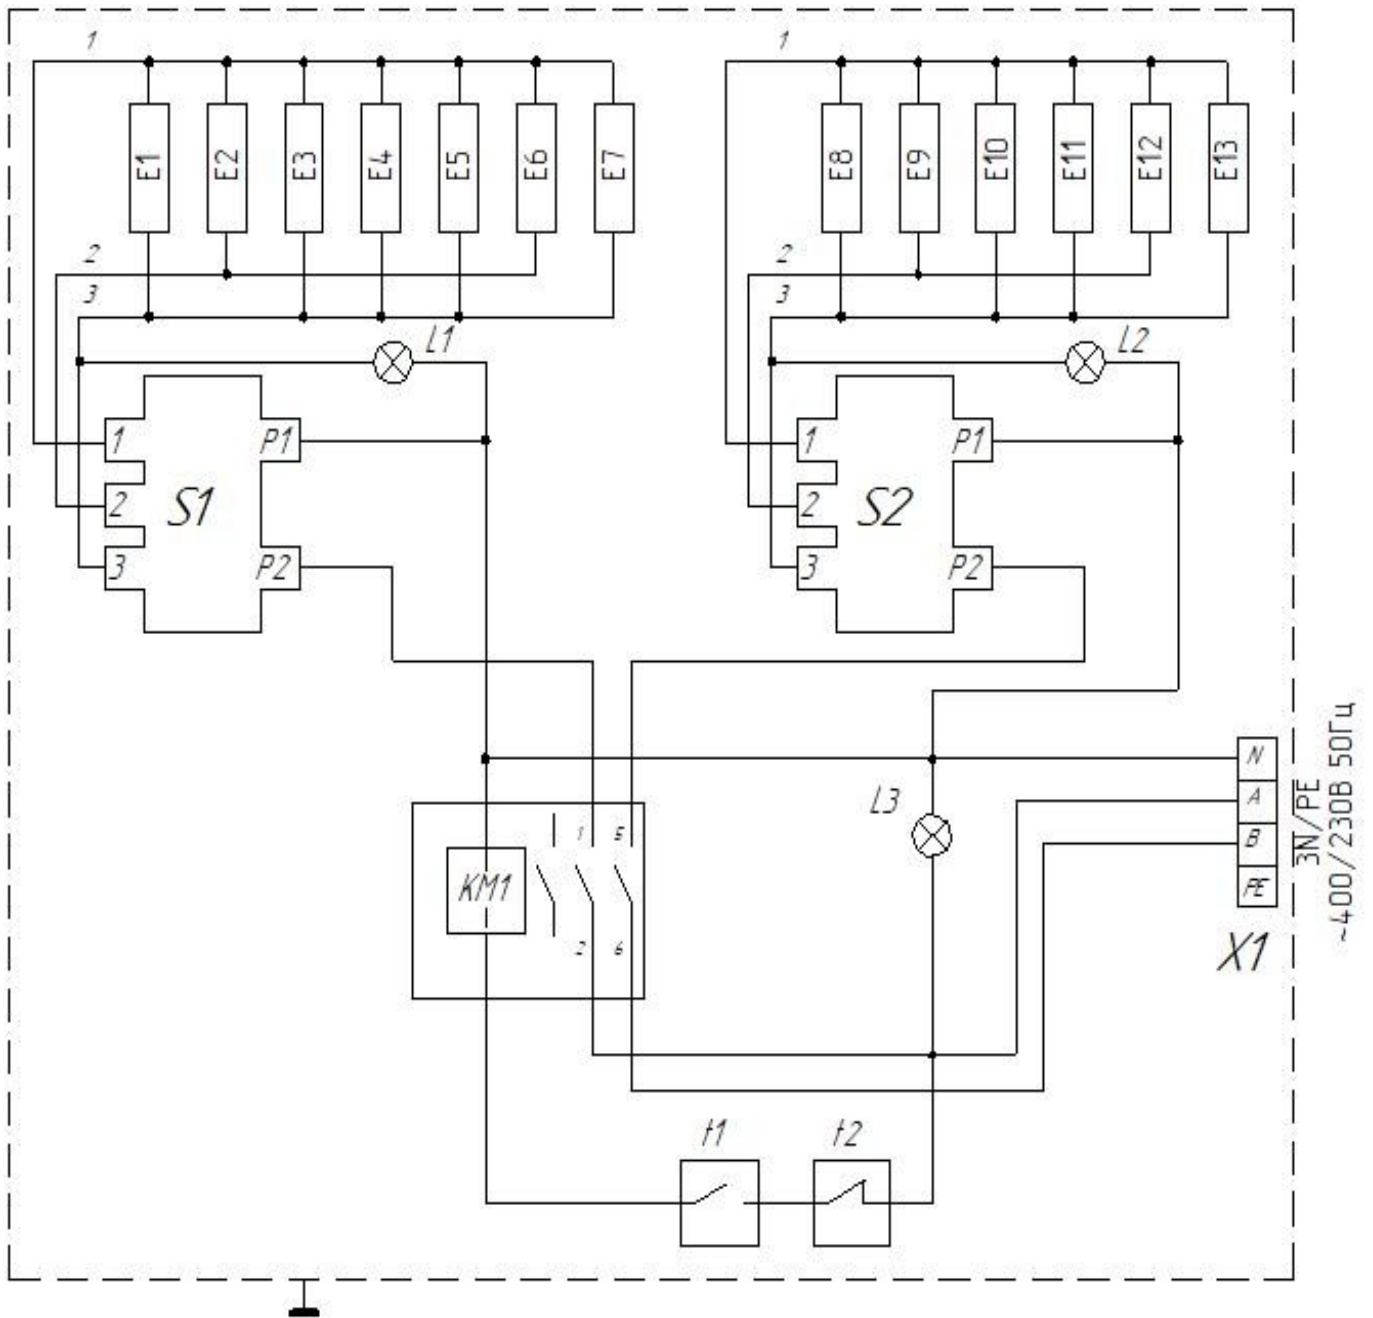 1 1
E1 E2 E3 E4 E5 E6 E7 E8 E9 E10 E11 E12 E13
2 2
3 3
L1 L2
1 P1 1 P1
S1 S2
2 2
3 P2 3 P2
N
A
L3
B
1 5
KM1
PE
2 6
X1
3N/PE
~400/230В 50Гц
t1 t2